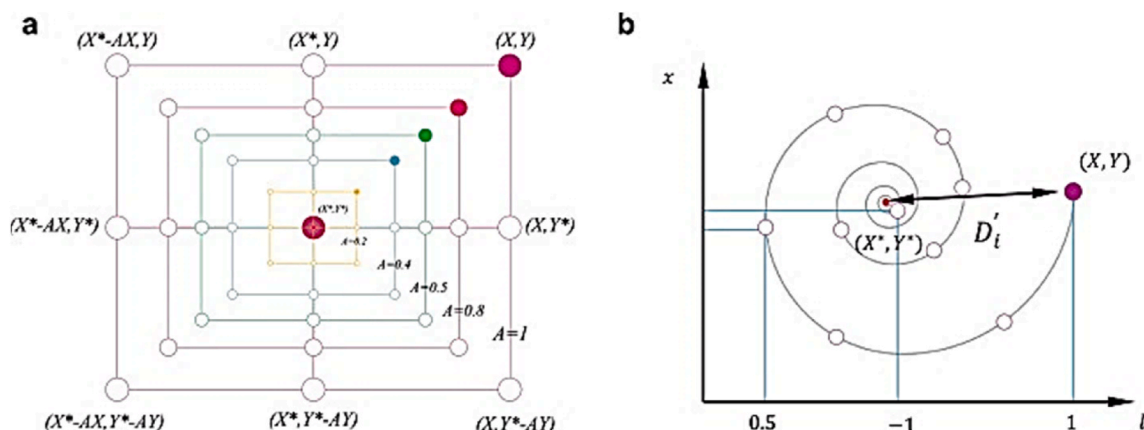 a
(X*-AX,Y)
(X*,Y)
(X,Y)
(X*-AX,Y*)
(X*,Y*)
(X,Y*)
A=0.2
A=0.4
A=0.5
A=0.8
A=1
(X*-AX,Y*-AY)
(X*,Y*-AY)
(X,Y*-AY)
b
x
(X,Y)
(X*,Y*)
D'i
0.5
-1
1
l